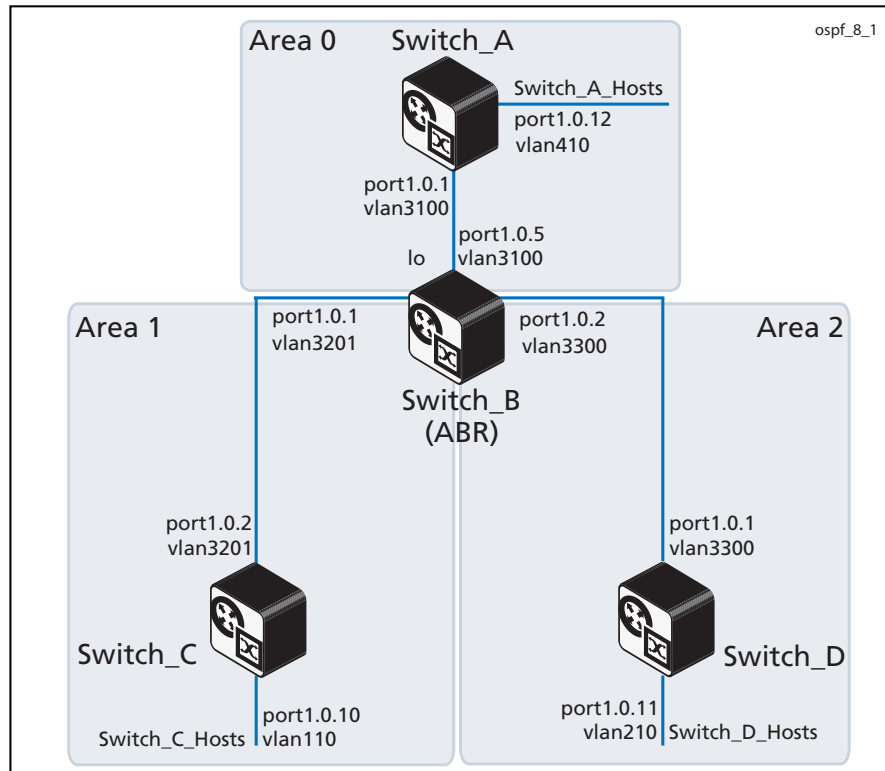 ospf_8_1
Area 0
Switch_A
Switch_A_Hosts
port1.0.12
vlan410
port1.0.1
vlan3100
port1.0.5
vlan3100
lo
Area 1
port1.0.1
vlan3201
port1.0.2
vlan3300
Area 2
Switch_B
(ABR)
port1.0.2
vlan3201
port1.0.1
vlan3300
Switch_C
Switch_D
port1.0.10
vlan110
Switch_C_Hosts
port1.0.11
vlan210
Switch_D_Hosts